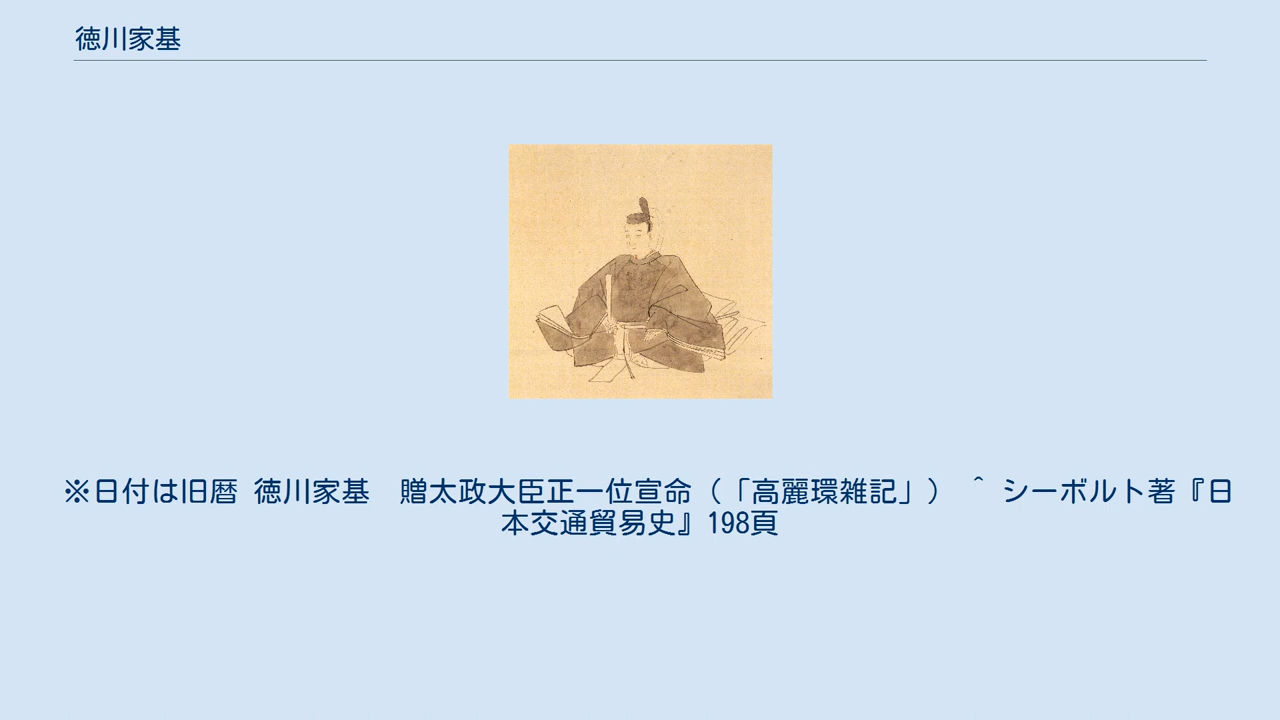 徳川家基
※日付は旧暦 徳川家基　贈太政大臣正一位宣命（「高麗環雑記」） ^ シーボルト著『日
本交通貿易史』198頁